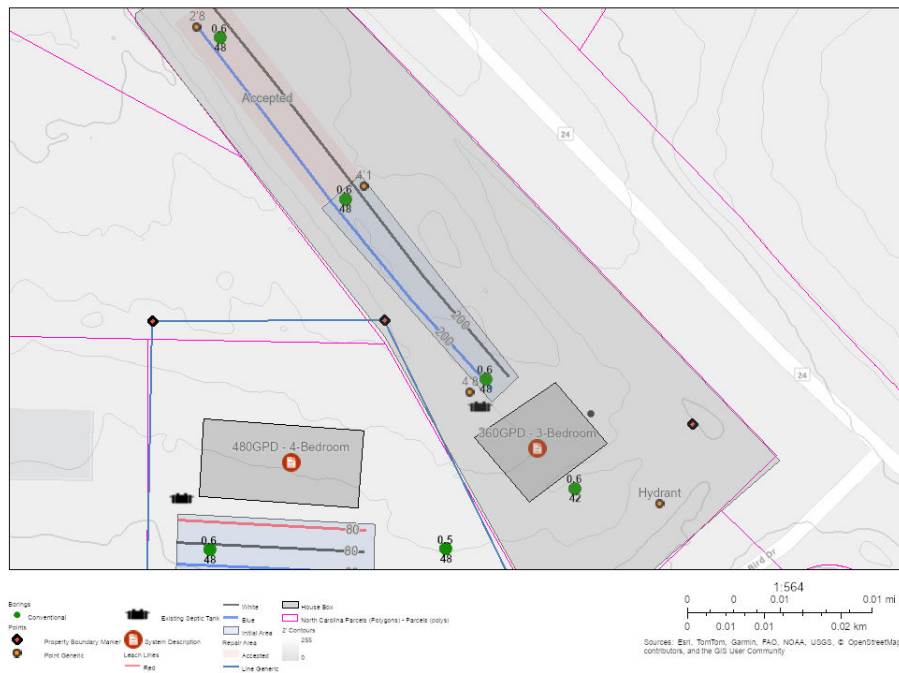 2'8
0.6
48
Accepted
24
4'1
0.6
48
200
200
24
0.6
4'8
48
480GPD - 4-Bedroom
360GPD - 3-Bedroom
0.6
42
Hydrant
80
0.6
48
80
0.5
48
Bird Dr
Borings
Conventional
Points
Property Boundary Marker
Point Generic
Existing Septic Tank
System Description
Leach Lines
Red
White
Blue
Initial Area
Repair Area
Accepted
Line Generic
House Box
North Carolina Parcels (Polygons) - Parcels (polys)
2' Contours
255
0
1:564
0 0 0.01 0.01 mi
0 0.01 0.01 0.02 km
Sources: Esri, TomTom, Garmin, FAO, NOAA, USGS, © OpenStreetMap
contributors, and the GIS User Community